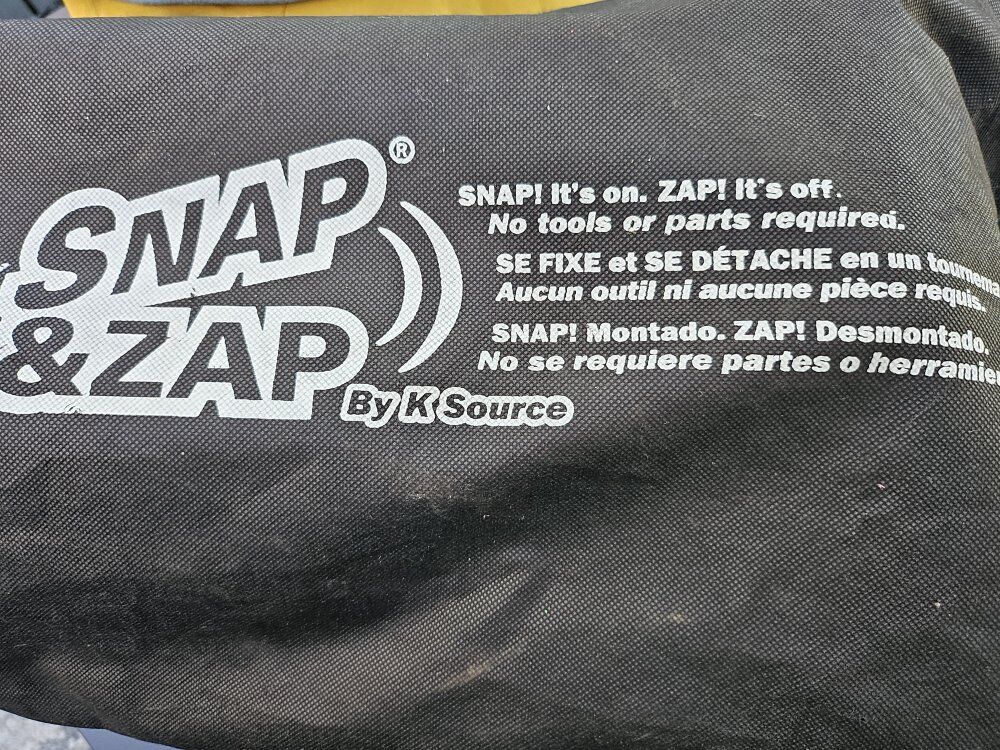 SNAP ®
& ZAP
By K Source
SNAP! It's on. ZAP! It's off.
No tools or parts required.
SE FIXE et SE DÉTACHE en un
Aucun outil ni aucune pièce requis.
SNAP! Montado. ZAP! Desmontado.
No se requiere partes o